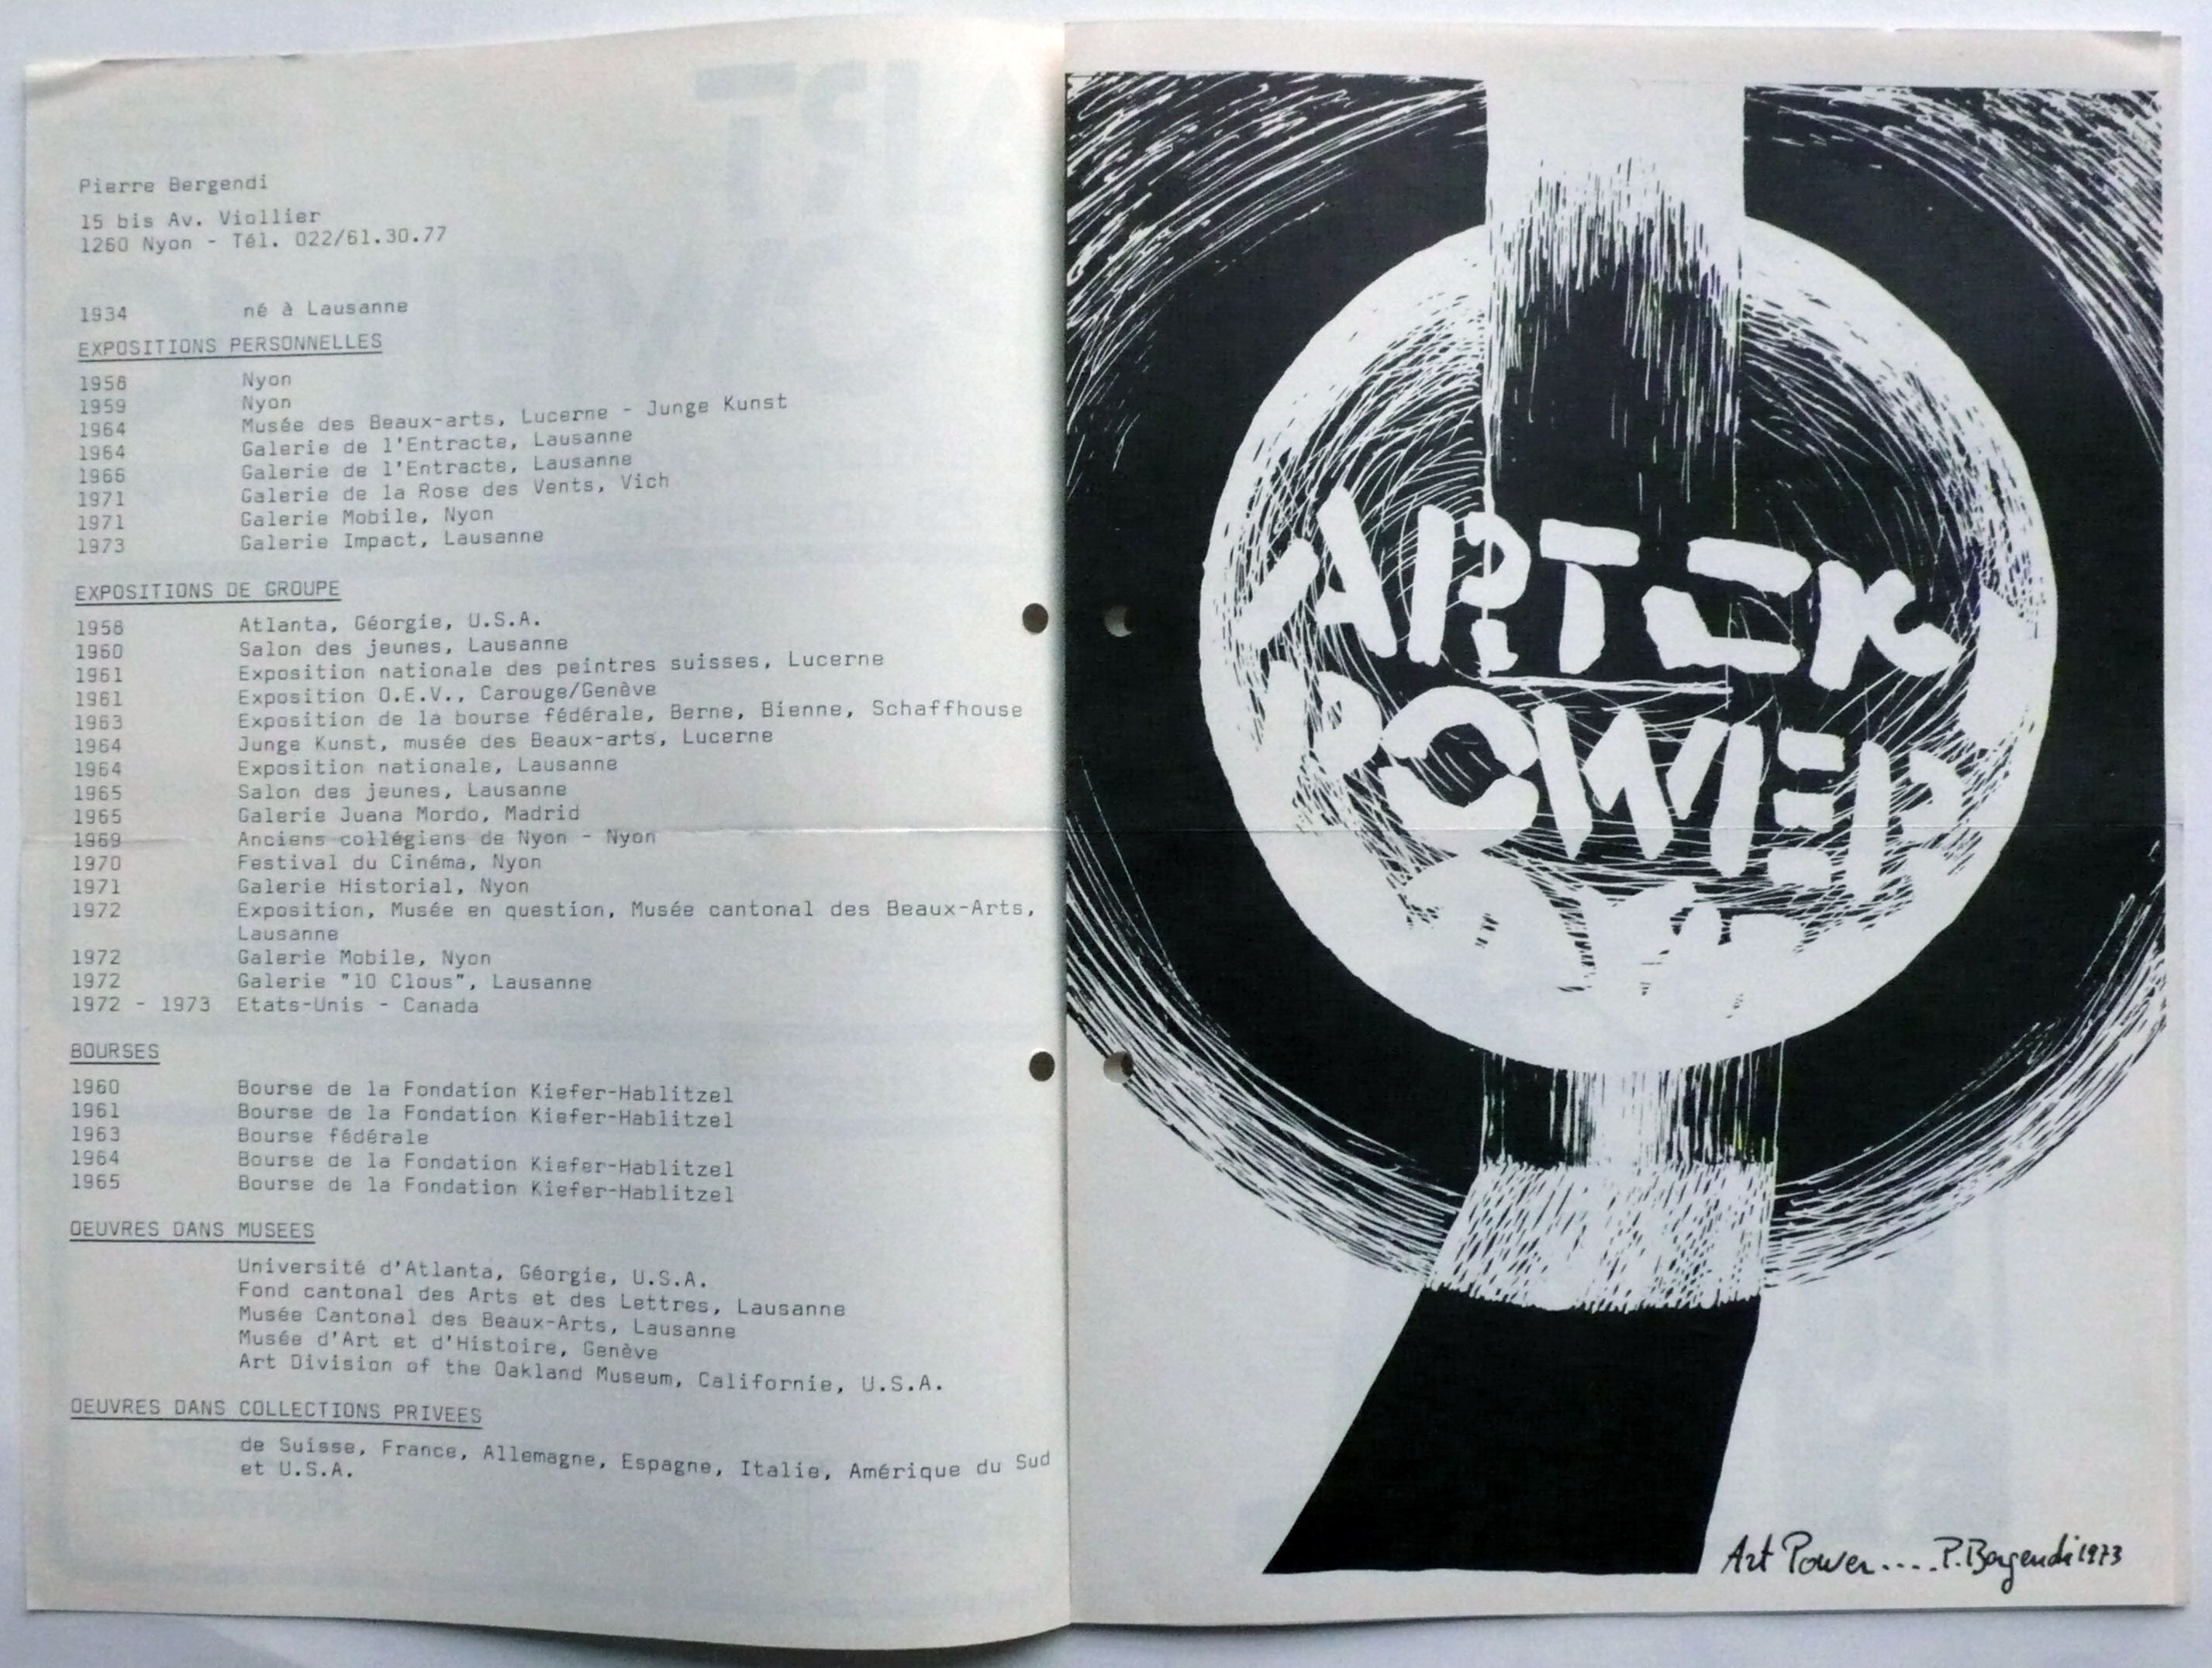 Pierre Bergendi
15 bis Av. Viollier
1260 Nyon - Tél. 022/61.30.77
1934 né à Lausanne
EXPOSITIONS PERSONNELLES
1958 Nyon
1959 Nyon
1964 Musée des Beaux-arts, Lucerne - Junge Kunst
1964 Galerie de l'Entracte, Lausanne
1966 Galerie de l'Entracte, Lausanne
1971 Galerie de la Rose des Vents, Vich
1971 Galerie Mobile, Nyon
1973 Galerie Impact, Lausanne
EXPOSITIONS DE GROUPE
1958 Atlanta, Géorgie, U.S.A.
1960 Salon des jeunes, Lausanne
1961 Exposition nationale des peintres suisses, Lucerne
1961 Exposition O.E.V., Carouge/Genève
1963 Exposition de la bourse fédérale, Berne, Bienne, Schaffhouse
1964 Junge Kunst, musée des Beaux-arts, Lucerne
1964 Exposition nationale, Lausanne
1965 Salon des jeunes, Lausanne
1965 Galerie Juana Mordo, Madrid
1969 Anciens collégiens de Nyon - Nyon
1970 Festival du Cinéma, Nyon
1971 Galerie Historial, Nyon
1972 Exposition, Musée en question, Musée cantonal des Beaux-Arts,
Lausanne
1972 Galerie Mobile, Nyon
1972 Galerie "10 Clous", Lausanne
1972 - 1973 Etats-Unis - Canada
BOURSES
1960 Bourse de la Fondation Kiefer-Hablitzel
1961 Bourse de la Fondation Kiefer-Hablitzel
1963 Bourse fédérale
1964 Bourse de la Fondation Kiefer-Hablitzel
1965 Bourse de la Fondation Kiefer-Hablitzel
OEUVRES DANS MUSEES
Université d'Atlanta, Géorgie, U.S.A.
Fond cantonal des Arts et des Lettres, Lausanne
Musée Cantonal des Beaux-Arts, Lausanne
Musée d'Art et d'Histoire, Genève
Art Division of the Oakland Museum, Californie, U.S.A.
OEUVRES DANS COLLECTIONS PRIVEES
de Suisse, France, Allemagne, Espagne, Italie, Amérique du Sud
et U.S.A.
ART
POWER
Art Power....P.Bergendi 1973